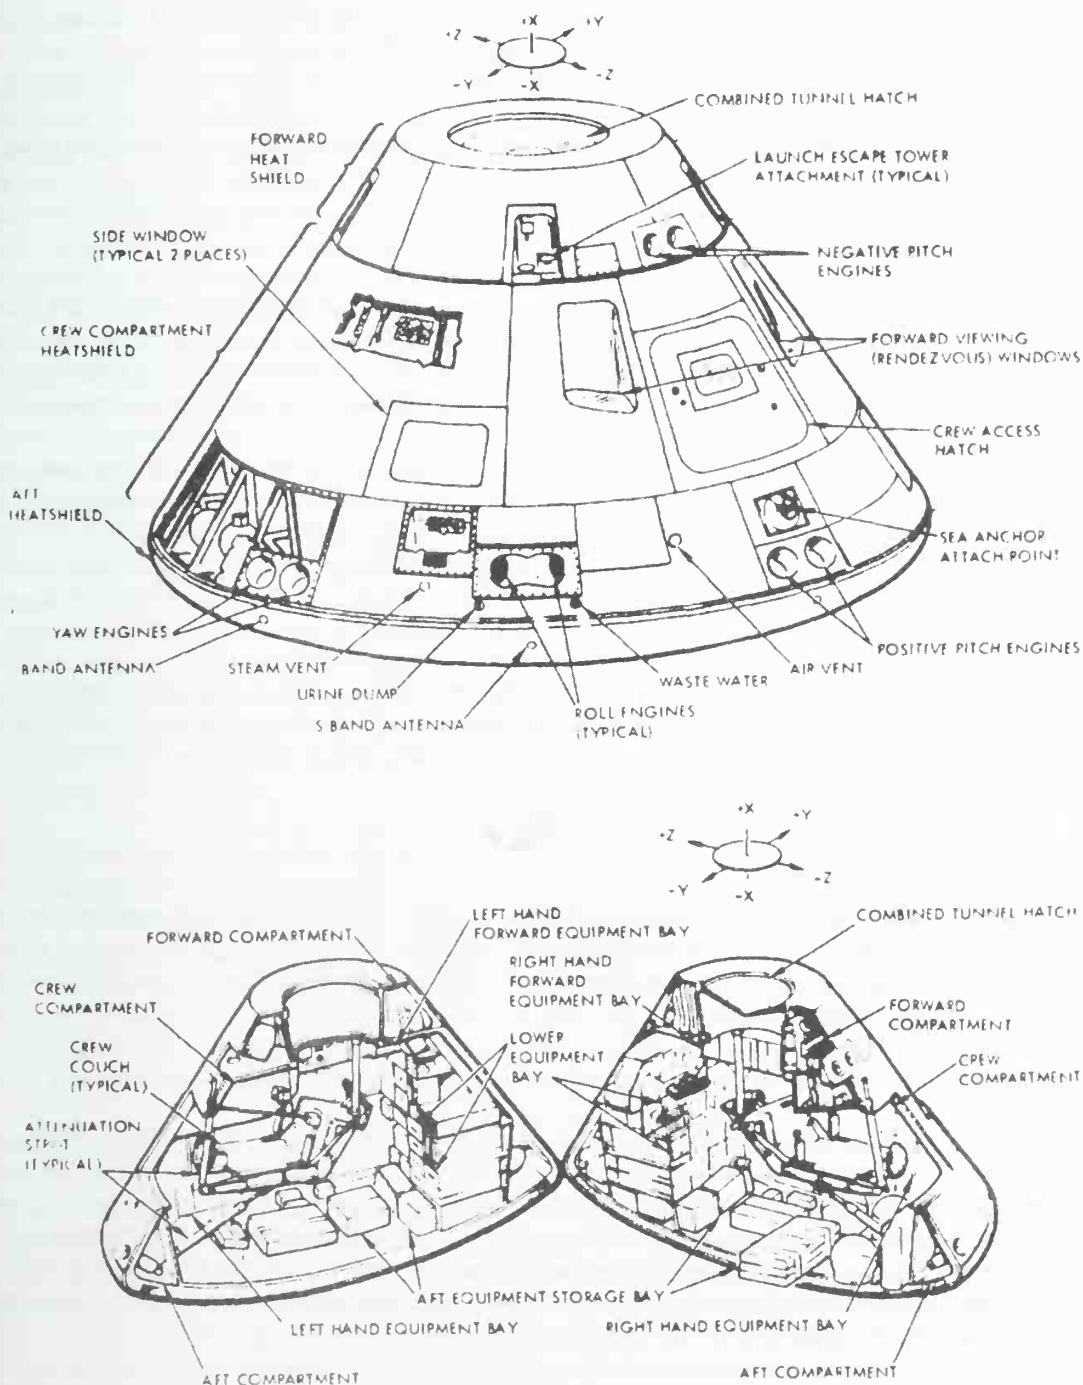 +X
+Y
+Z
-Y
-X
-Z
COMBINED TUNNEL HATCH
FORWARD
HEAT
SHIELD
LAUNCH ESCAPE TOWER
ATTACHMENT (TYPICAL)
SIDE WINDOW
(TYPICAL 2 PLACES)
NEGATIVE PITCH
ENGINES
CREW COMPARTMENT
HEATSHIELD
FORWARD VIEWING
(RENDEZVOUS) WINDOWS
CREW ACCESS
HATCH
AFT
HEATSHIELD
SEA ANCHOR
ATTACH POINT
YAW ENGINES
BAND ANTENNA
STEAM VENT
URINE DUMP
S BAND ANTENNA
ROLL ENGINES
(TYPICAL)
WASTE WATER
AIR VENT
POSITIVE PITCH ENGINES
+X
+Y
+Z
-Y
-X
-Z
FORWARD COMPARTMENT
LEFT HAND
FORWARD EQUIPMENT BAY
COMBINED TUNNEL HATCH
CREW
COMPARTMENT
RIGHT HAND
FORWARD
EQUIPMENT BAY
FORWARD
COMPARTMENT
CREW
COUCH
(TYPICAL)
LOWER
EQUIPMENT
BAY
CREW
COMPARTMENT
ATTENUATION
STRUT
(TYPICAL)
AFT EQUIPMENT STORAGE BAY
LEFT HAND EQUIPMENT BAY
RIGHT HAND EQUIPMENT BAY
AFT COMPARTMENT
AFT COMPARTMENT